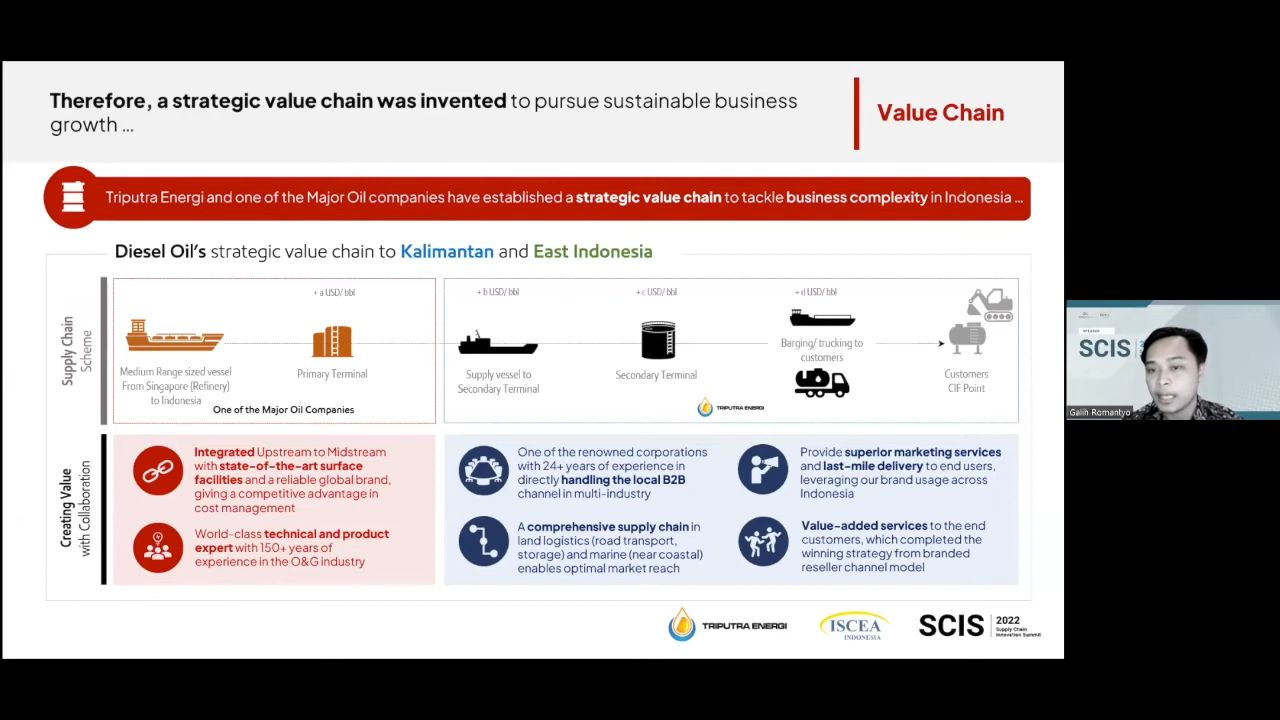 Therefore, a strategic value chain was invented to pursue sustainable business
growth ...
Value Chain
Triputra Energi and one of the Major Oil companies have established a strategic value chain to tackle business complexity in Indonesia ...
Diesel Oil's strategic value chain to Kalimantan and East Indonesia
Supply Chain
Scheme
+ a USD/ bbl
Medium Range sized vessel
From Singapore (Refinery)
to Indonesia
Primary Terminal
One of the Major Oil Companies
+ b USD/ bbl
Supply vessel to
Secondary Terminal
+ c USD/ bbl
Secondary Terminal
+ d USD/ bbl
Barging/ trucking to
customers
Customers
CIF Point
TRIPUTRA ENERGI
Creating Value
with Collaboration
Integrated Upstream to Midstream
with state-of-the-art surface
facilities and a reliable global brand,
giving a competitive advantage in
cost management
World-class technical and product
expert with 150+ years of
experience in the O&G industry
One of the renowned corporations
with 24+ years of experience in
directly handling the local B2B
channel in multi-industry
A comprehensive supply chain in
land logistics (road transport,
storage) and marine (near coastal)
enables optimal market reach
Provide superior marketing services
and last-mile delivery to end users,
leveraging our brand usage across
Indonesia
Value-added services to the end
customers, which completed the
winning strategy from branded
reseller channel model
TRIPUTRA ENERGI
ISCEA
INDONESIA
SCIS
2022
Supply Chain
Innovation Summit
SPEAKER
SCIS
Galih Romantyo